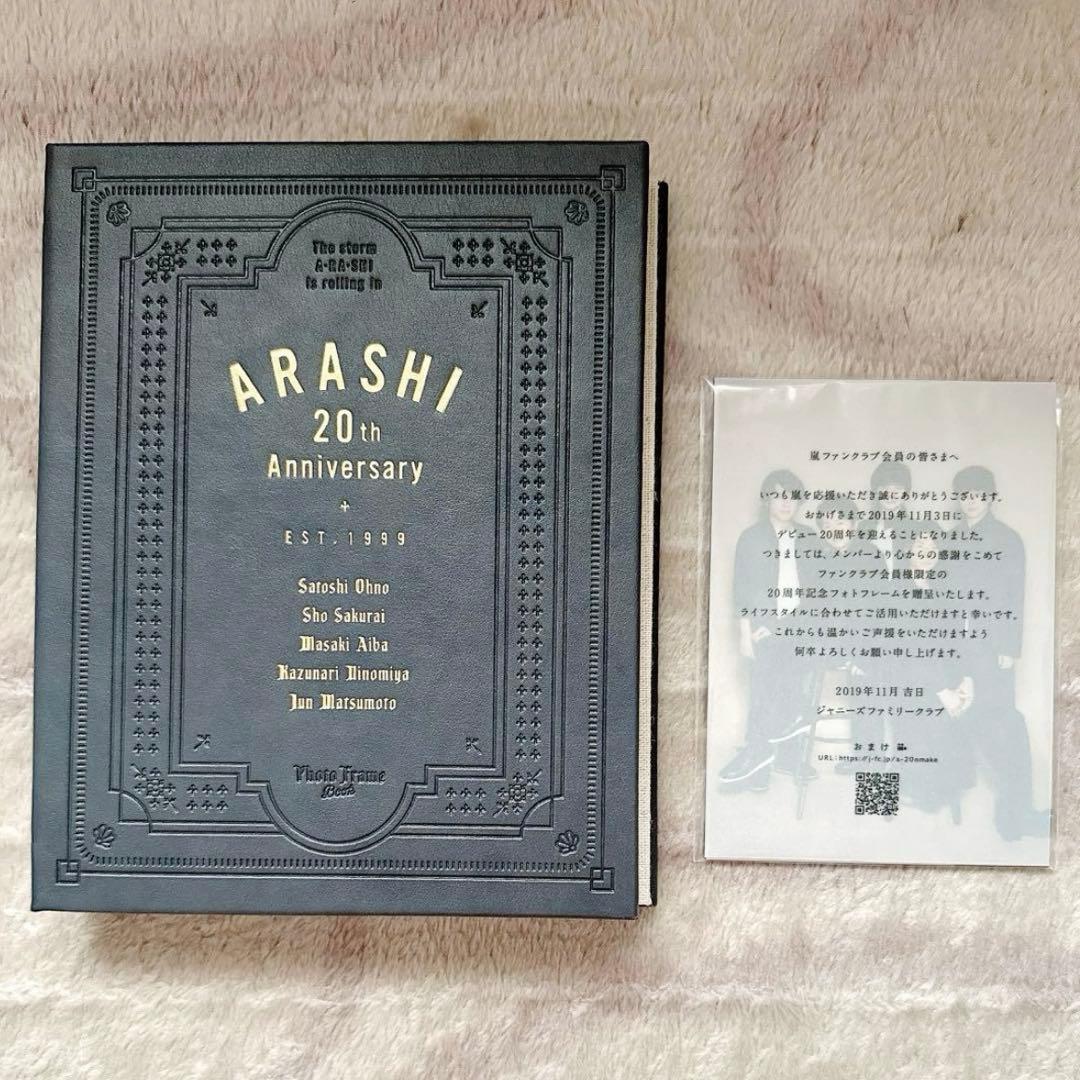 The storm
A・RA・SHI
is rolling in
ARASHI
20th
Anniversary
EST. 1999
Satoshi Ohno
Sho Sakurai
Masaki Aiba
Kazunari Ninomiya
Jun Matsumoto
Photo Frame
Book
嵐ファンクラブ会員の皆さまへ
いつも嵐を応援いただき誠にありがとうございます。
おかげさまで2019年11月3日に
デビュー20周年を迎えることになりました。
つきましては、メンバーより心からの感謝をこめて
ファンクラブ会員様限定の
20周年記念フォトフレームを贈呈いたします。
ライフスタイルに合わせてご活用いただけますと幸いです。
これからも温かいご声援をいただけますよう
何卒よろしくお願い申し上げます。
2019年11月 吉日
ジャニーズファミリークラブ
おまけ
URL：https://j-fc.jp/a-20omake